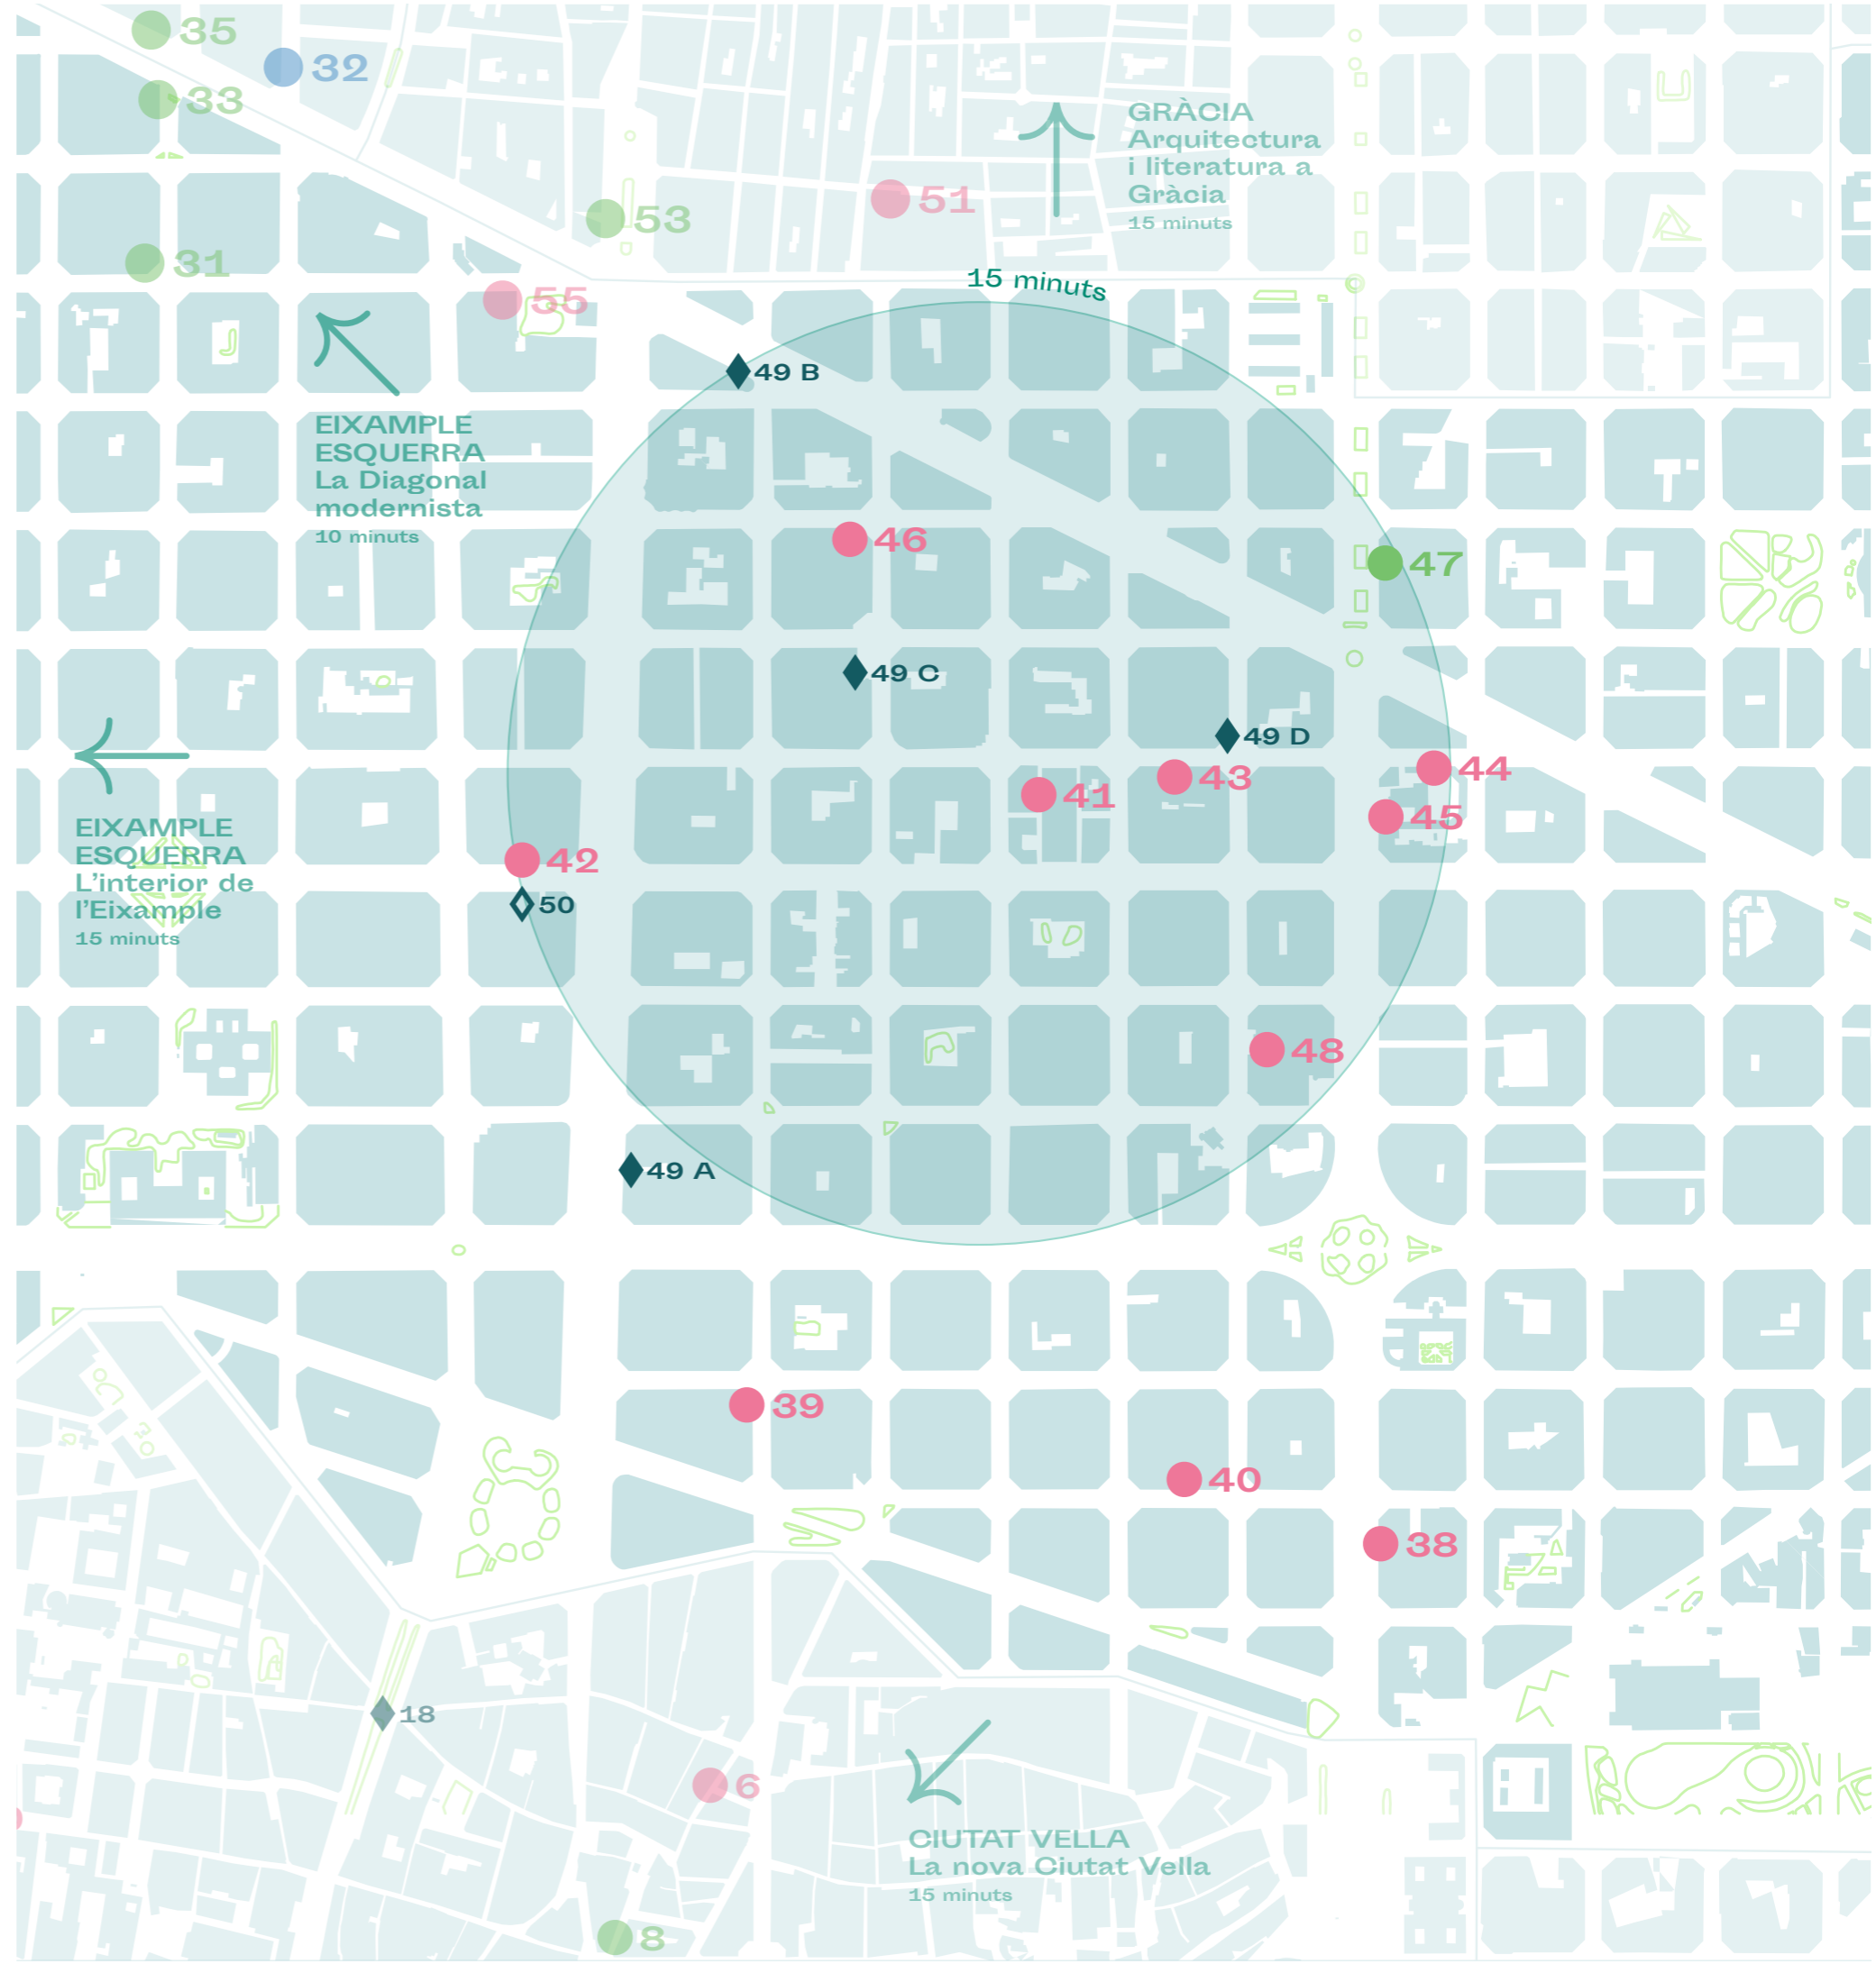 35
32
33
GRÀCIA
Arquitectura
i literatura a
Gràcia
15 minuts
51
53
31
15 minuts
55
49 B
EIXAMPLE
ESQUERRA
La Diagonal
modernista
10 minuts
46
47
49 C
49 D
44
43
41
45
EIXAMPLE
ESQUERRA
L’interior de
l’Eixample
15 minuts
42
50
48
49 A
39
40
38
18
6
CIUTAT VELLA
La nova Ciutat Vella
15 minuts
8